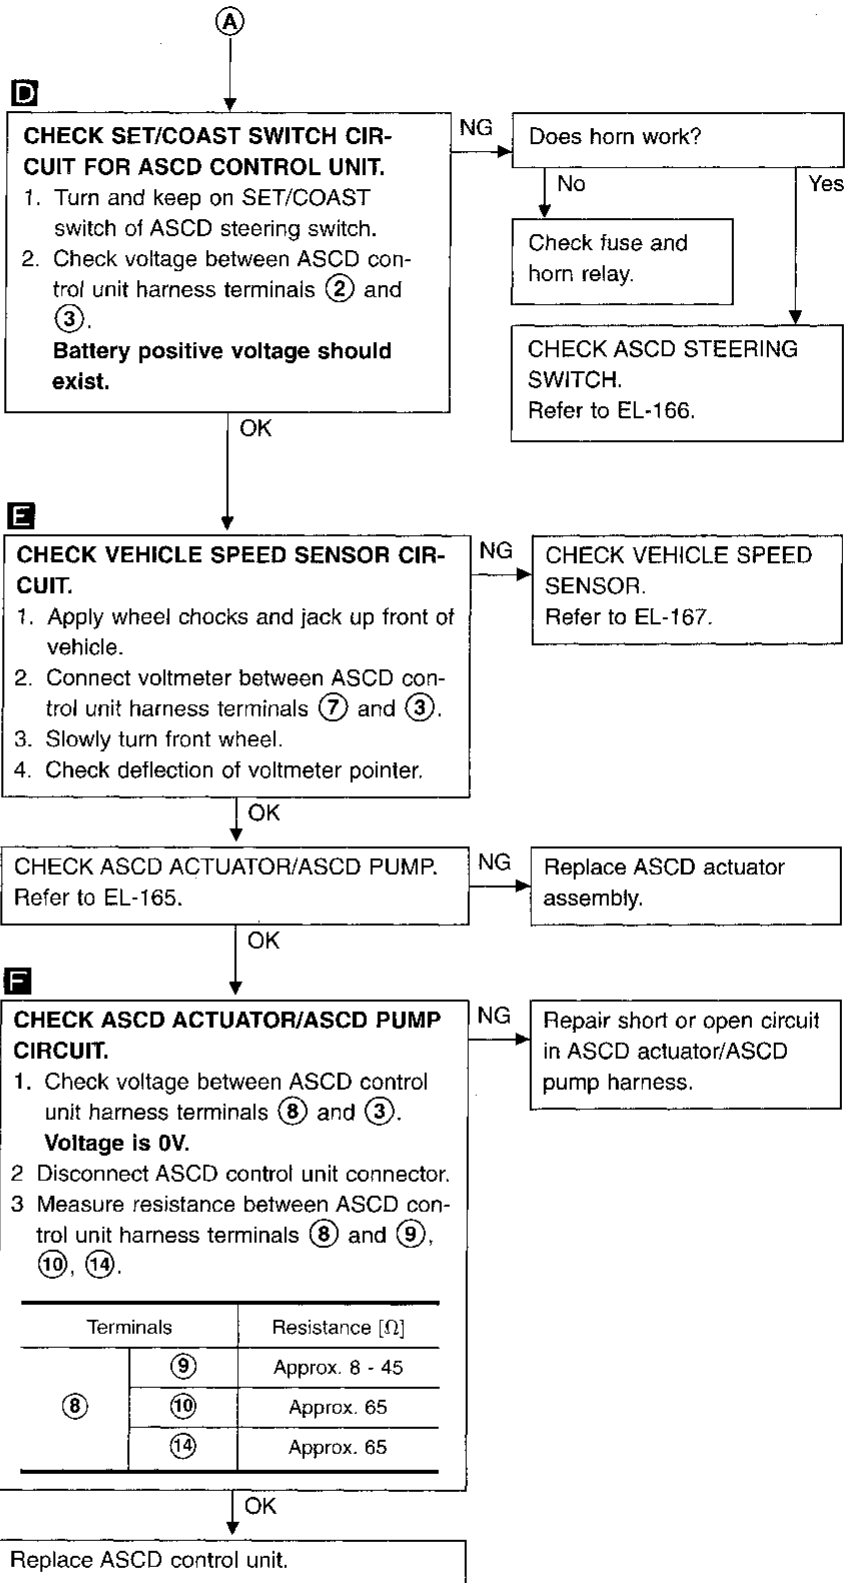 A
D
CHECK SET/COAST SWITCH CIR-
CUIT FOR ASCD CONTROL UNIT.
1. Turn and keep on SET/COAST
switch of ASCD steering switch.
2. Check voltage between ASCD con-
trol unit harness terminals ② and
③.
Battery positive voltage should
exist.
NG
Does horn work?
No
Yes
Check fuse and
horn relay.
CHECK ASCD STEERING
SWITCH.
Refer to EL-166.
OK
E
CHECK VEHICLE SPEED SENSOR CIR-
CUIT.
1. Apply wheel chocks and jack up front of
vehicle.
2. Connect voltmeter between ASCD con-
trol unit harness terminals ⑦ and ③.
3. Slowly turn front wheel.
4. Check deflection of voltmeter pointer.
NG
CHECK VEHICLE SPEED
SENSOR.
Refer to EL-167.
OK
CHECK ASCD ACTUATOR/ASCD PUMP.
Refer to EL-165.
NG
Replace ASCD actuator
assembly.
OK
F
CHECK ASCD ACTUATOR/ASCD PUMP
CIRCUIT.
1. Check voltage between ASCD control
unit harness terminals ⑧ and ③.
Voltage is 0V.
2 Disconnect ASCD control unit connector.
3 Measure resistance between ASCD con-
trol unit harness terminals ⑧ and ⑨,
⑩, ⑭.
Terminals Resistance [Ω]
⑨ Approx. 8 - 45
⑧ ⑩ Approx. 65
⑭ Approx. 65
NG
Repair short or open circuit
in ASCD actuator/ASCD
pump harness.
OK
Replace ASCD control unit.